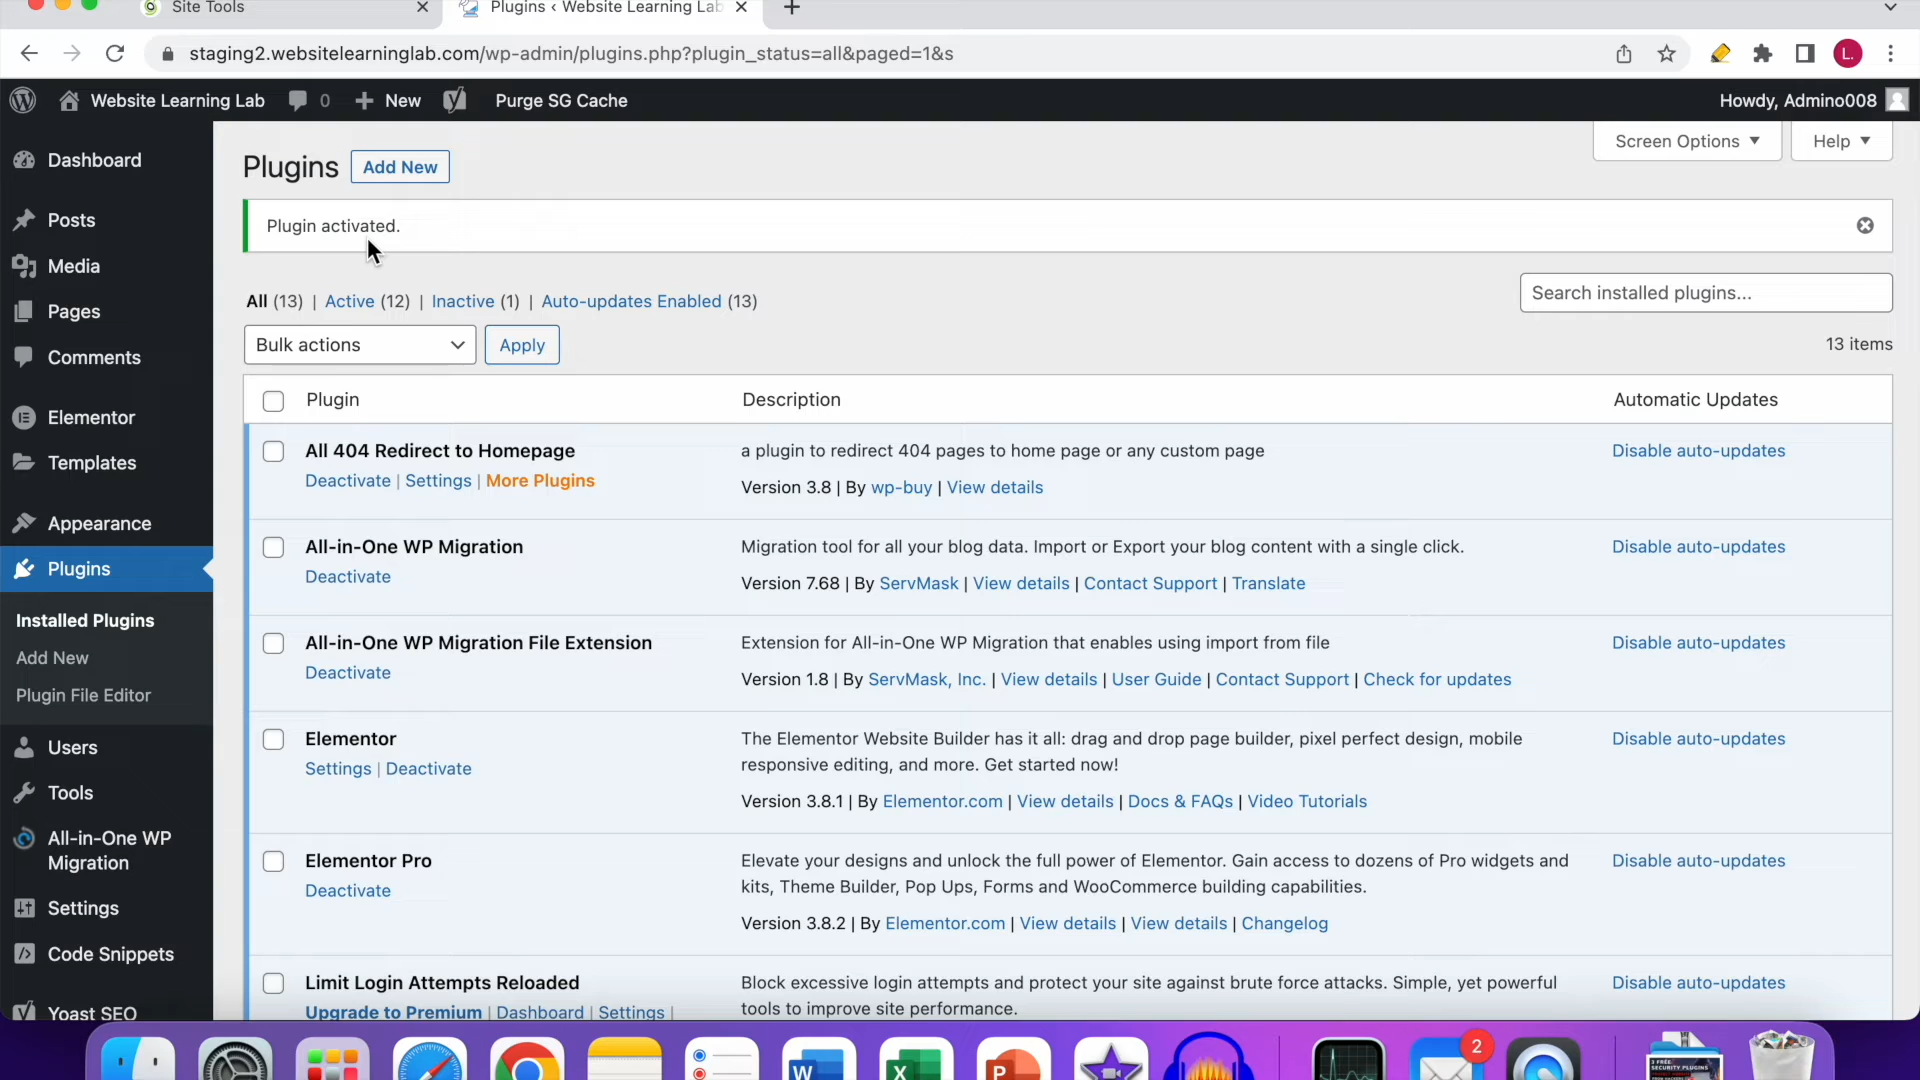 Site Tools
Plugins < Website Learning Lab
staging2.websitelearninglab.com/wp-admin/plugins.php?plugin_status=all&paged=1&s
L.
Website Learning Lab 0 New Purge SG Cache
Howdy, Admino008
Dashboard
Posts
Media
Pages
Comments
Elementor
Templates
Appearance
Plugins
Installed Plugins
Add New
Plugin File Editor
Users
Tools
All-in-One WP
Migration
Settings
Code Snippets
Yoast SEO
Screen Options Help
Plugins Add New
Plugin activated.
All (13) | Active (12) | Inactive (1) | Auto-updates Enabled (13)
Search installed plugins...
Bulk actions Apply
13 items
Plugin Description Automatic Updates
All 404 Redirect to Homepage
Deactivate | Settings | More Plugins
a plugin to redirect 404 pages to home page or any custom page
Version 3.8 | By wp-buy | View details
Disable auto-updates
All-in-One WP Migration
Deactivate
Migration tool for all your blog data. Import or Export your blog content with a single click.
Version 7.68 | By ServMask | View details | Contact Support | Translate
Disable auto-updates
All-in-One WP Migration File Extension
Deactivate
Extension for All-in-One WP Migration that enables using import from file
Version 1.8 | By ServMask, Inc. | View details | User Guide | Contact Support | Check for updates
Disable auto-updates
Elementor
Settings | Deactivate
The Elementor Website Builder has it all: drag and drop page builder, pixel perfect design, mobile
responsive editing, and more. Get started now!
Version 3.8.1 | By Elementor.com | View details | Docs & FAQs | Video Tutorials
Disable auto-updates
Elementor Pro
Deactivate
Elevate your designs and unlock the full power of Elementor. Gain access to dozens of Pro widgets and
kits, Theme Builder, Pop Ups, Forms and WooCommerce building capabilities.
Version 3.8.2 | By Elementor.com | View details | View details | Changelog
Disable auto-updates
Limit Login Attempts Reloaded
Upgrade to Premium | Dashboard | Settings |
Block excessive login attempts and protect your site against brute force attacks. Simple, yet powerful
tools to improve site performance.
Disable auto-updates
W X P 2
3 FREE
SECURITY PLUGINS